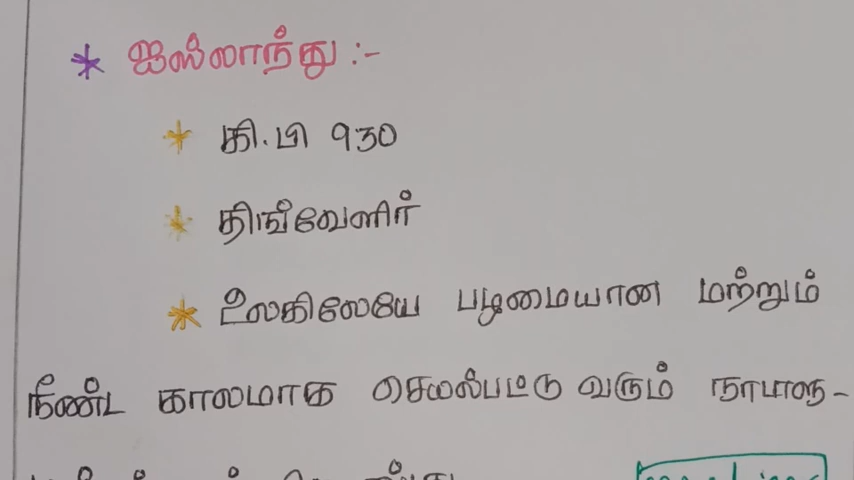 * ஐஸ்லாந்து :-
* கி.பி 930
* திங்வேளிர்
* உலகிலேயே பழமையான மற்றும்
நீண்ட காலமாக செயல்பட்டு வரும் நாபாளு-